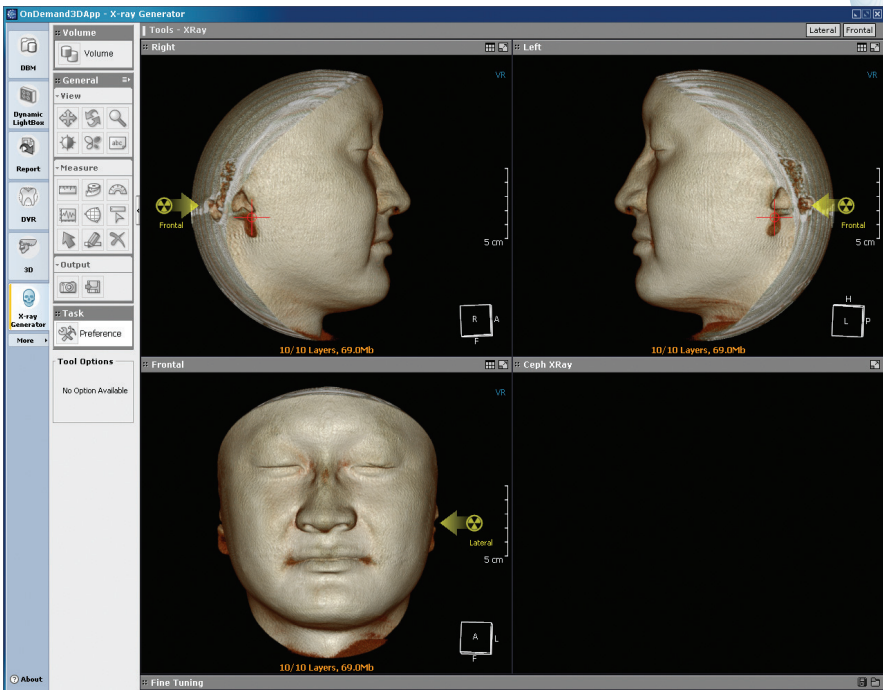 OnDemand3DApp - X-ray Generator
DBM
Dynamic
LightBox
Report
DVR
3D
X-ray
Generator
More
About
Volume
Volume
General
View
abc
Measure
Output
Task
Preference
Tool Options
No Option Available
Tools - XRay
Lateral
Frontal
Right
VR
Frontal
5 cm
R
A
F
10/10 Layers, 69.0Mb
Left
VR
Frontal
5 cm
H
L
P
10/10 Layers, 69.0Mb
Frontal
VR
Lateral
5 cm
A
L
F
10/10 Layers, 69.0Mb
Ceph XRay
Fine Tuning